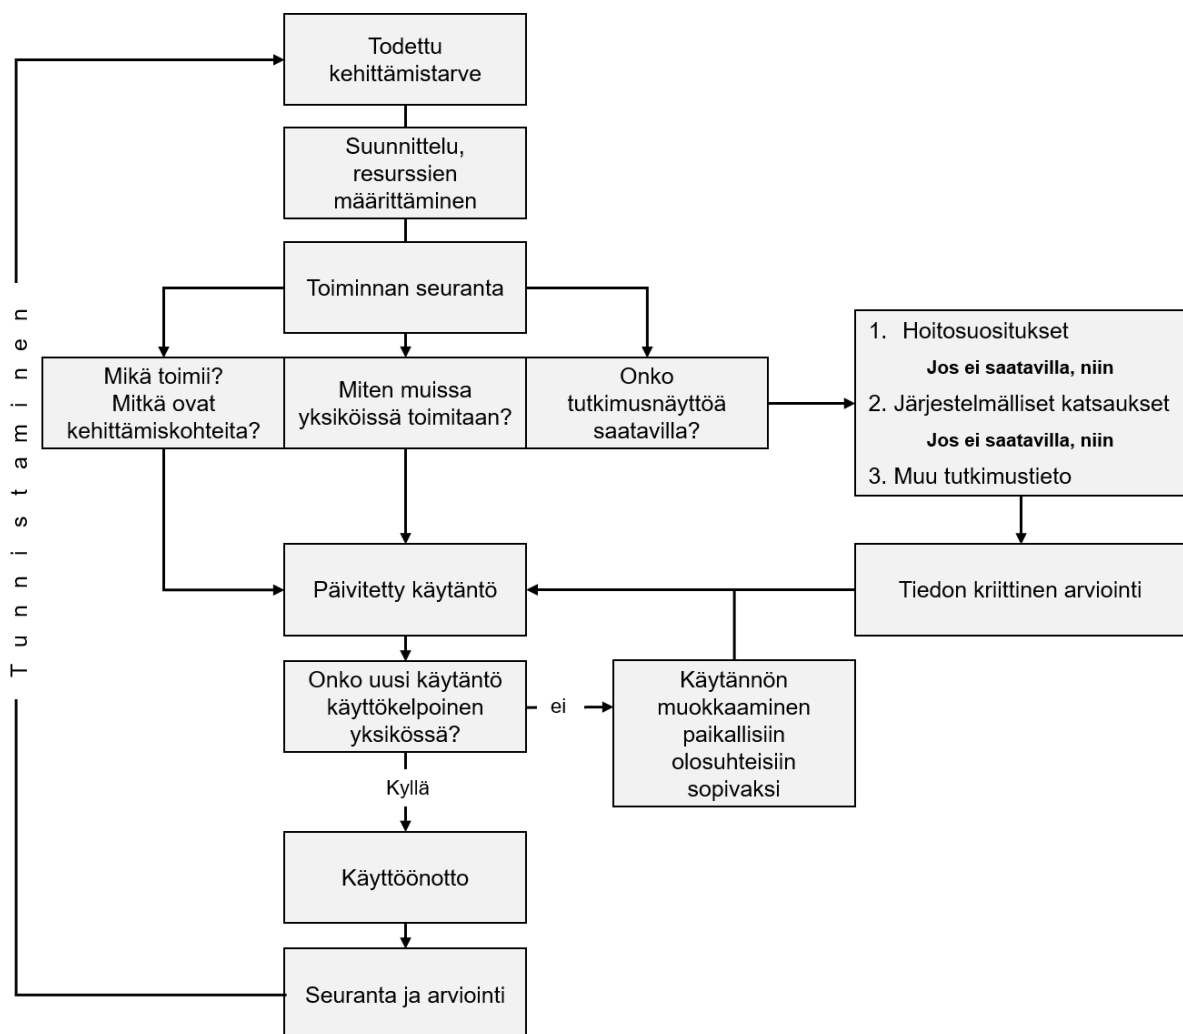 Todettu
kehittämistarve
Suunnittelu,
resurssien
määrittäminen
Toiminnan seuranta
Mikä toimii?
Mitkä ovat
kehittämiskohteita?
Miten muissa
yksiköissä toimitaan?
Onko
tutkimusnäyttöä
saatavilla?
1. Hoitosuositukset
Jos ei saatavilla, niin
2. Järjestelmälliset katsaukset
Jos ei saatavilla, niin
3. Muu tutkimustieto
Tiedon kriittinen arviointi
Päivitetty käytäntö
Onko uusi käytäntö
käyttökelpoinen
yksikössä?
ei
Käytännön
muokkaaminen
paikallisiin
olosuhteisiin
sopivaksi
Kyllä
Käyttöönotto
Seuranta ja arviointi
Tunnistaminen